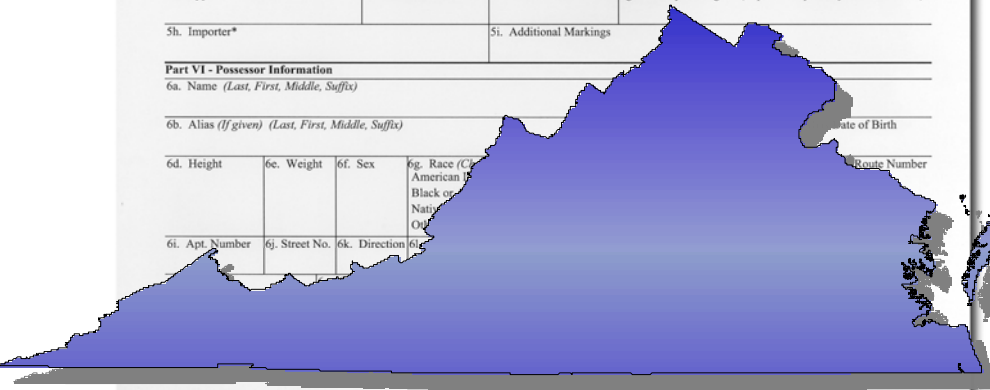 5h. Importer*
5i. Additional Markings
Part VI - Possessor Information
6a. Name (Last, First, Middle, Suffix)
6b. Alias (If given) (Last, First, Middle, Suffix)
of Birth
6d. Height
6e. Weight
6f. Sex
6g. Race
Route Number
American
Black or
6i. Apt. Number
6j. Street No.
6k. Direction